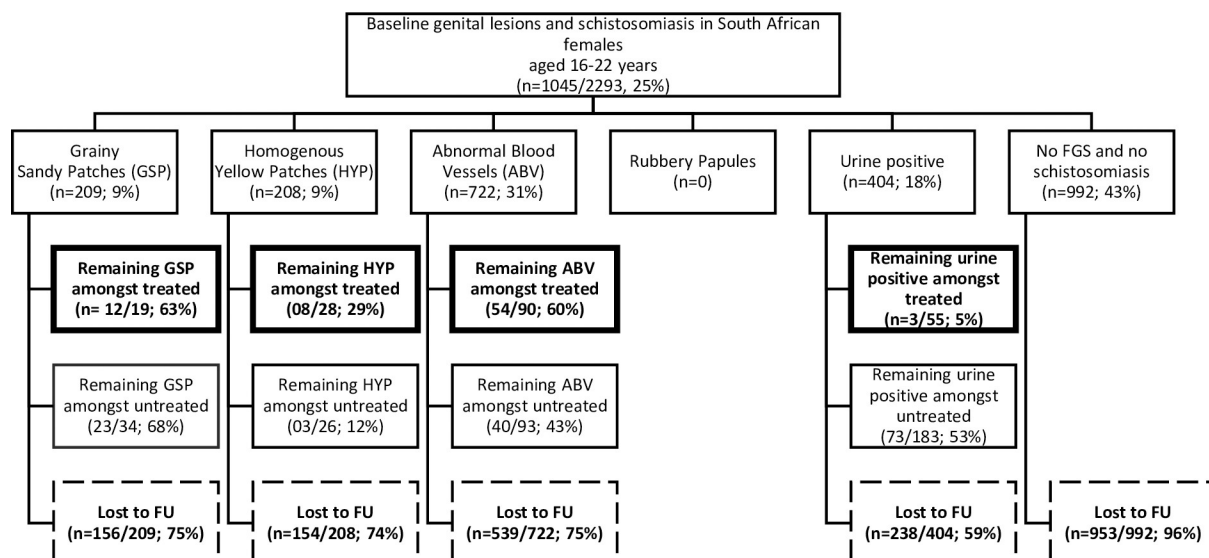 Baseline genital lesions and schistosomiasis in South African
females
aged 16-22 years
(n=1045/2293, 25%)
Grainy
Sandy Patches (GSP)
(n=209; 9%)
Homogenous
Yellow Patches (HYP)
(n=208; 9%)
Abnormal Blood
Vessels (ABV)
(n=722; 31%)
Rubbery Papules
(n=0)
Urine positive
(n=404; 18%)
No FGS and no
schistosomiasis
(n=992; 43%)
Remaining GSP
amongst treated
(n= 12/19; 63%)
Remaining HYP
amongst treated
(08/28; 29%)
Remaining ABV
amongst treated
(54/90; 60%)
Remaining urine
positive amongst
treated
(n=3/55; 5%)
Remaining GSP
amongst untreated
(23/34; 68%)
Remaining HYP
amongst untreated
(03/26; 12%)
Remaining ABV
amongst untreated
(40/93; 43%)
Remaining urine
positive amongst
untreated
(73/183; 53%)
Lost to FU
(n=156/209; 75%)
Lost to FU
(n=154/208; 74%)
Lost to FU
(n=539/722; 75%)
Lost to FU
(n=238/404; 59%)
Lost to FU
(n=953/992; 96%)